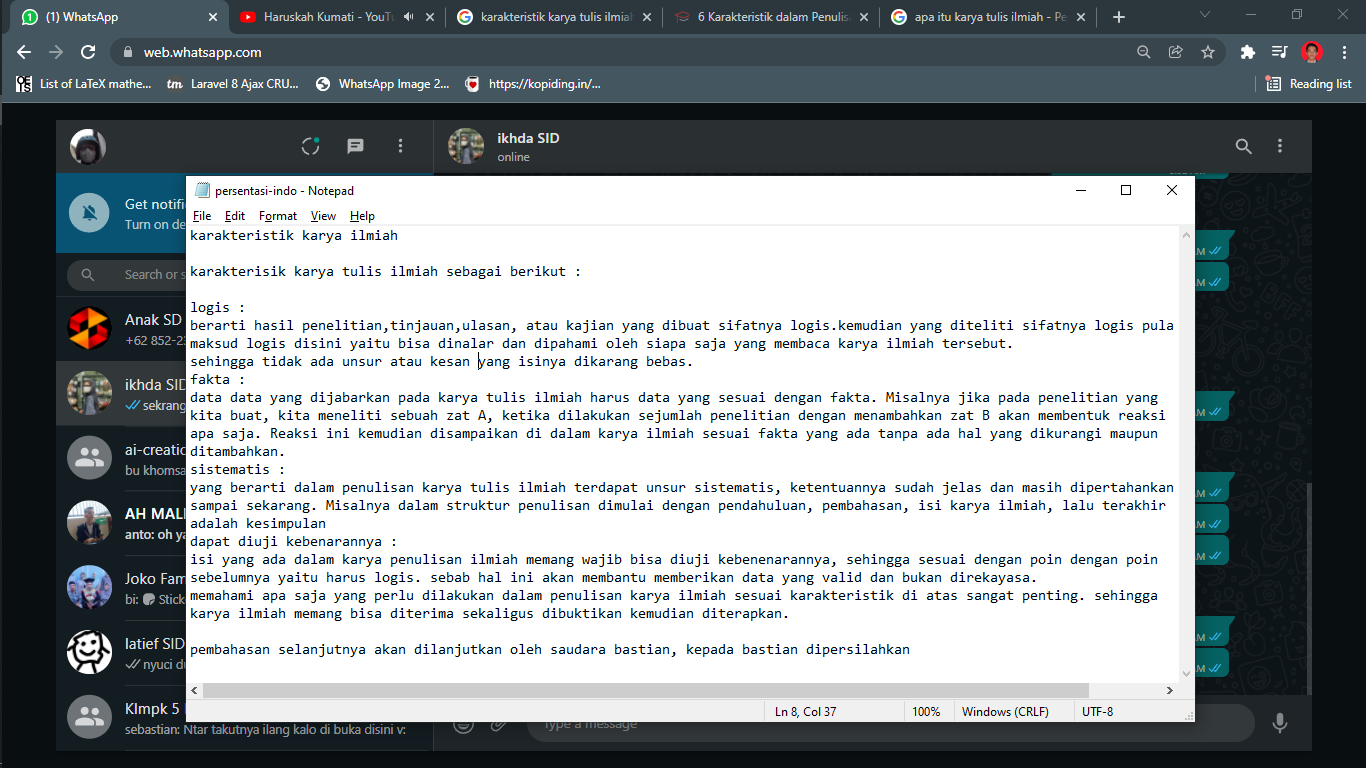 (1) WhatsApp
Haruskah Kumati - YouT
karakteristik karya tulis ilmia
6 Karakteristik dalam Penulis
apa itu karya tulis ilmiah - Pe
web.whatsapp.com
List of LaTeX mathe...
tm Laravel 8 Ajax CRU...
WhatsApp Image 2...
https://kopiding.in/...
Reading list
ikhda SID
online
Get notifi
Turn on de
Search or s
Anak SD
+62 852-2
ikhda SID
sekrang
ai-creatio
bu khomsa
AH MALI
anto: oh ya
Joko Fam
bi: Stick
latief SID
nyuci du
Klmpk 5
sebastian: Ntar takutnya ilang kalo di buka disini v:
persentasi-indo - Notepad
File Edit Format View Help
karakteristik karya ilmiah
karakterisik karya tulis ilmiah sebagai berikut :
logis :
berarti hasil penelitian,tinjauan,ulasan, atau kajian yang dibuat sifatnya logis.kemudian yang diteliti sifatnya logis pula
maksud logis disini yaitu bisa dinalar dan dipahami oleh siapa saja yang membaca karya ilmiah tersebut.
sehingga tidak ada unsur atau kesan yang isinya dikarang bebas.
fakta :
data data yang dijabarkan pada karya tulis ilmiah harus data yang sesuai dengan fakta. Misalnya jika pada penelitian yang
kita buat, kita meneliti sebuah zat A, ketika dilakukan sejumlah penelitian dengan menambahkan zat B akan membentuk reaksi
apa saja. Reaksi ini kemudian disampaikan di dalam karya ilmiah sesuai fakta yang ada tanpa ada hal yang dikurangi maupun
ditambahkan.
sistematis :
yang berarti dalam penulisan karya tulis ilmiah terdapat unsur sistematis, ketentuannya sudah jelas dan masih dipertahankan
sampai sekarang. Misalnya dalam struktur penulisan dimulai dengan pendahuluan, pembahasan, isi karya ilmiah, lalu terakhir
adalah kesimpulan
dapat diuji kebenarannya :
isi yang ada dalam karya penulisan ilmiah memang wajib bisa diuji kebenenarannya, sehingga sesuai dengan poin dengan poin
sebelumnya yaitu harus logis. sebab hal ini akan membantu memberikan data yang valid dan bukan direkayasa.
memahami apa saja yang perlu dilakukan dalam penulisan karya ilmiah sesuai karakteristik di atas sangat penting. sehingga
karya ilmiah memang bisa diterima sekaligus dibuktikan kemudian diterapkan.
pembahasan selanjutnya akan dilanjutkan oleh saudara bastian, kepada bastian dipersilahkan
Ln 8, Col 37
100%
Windows (CRLF)
UTF-8
Type a message